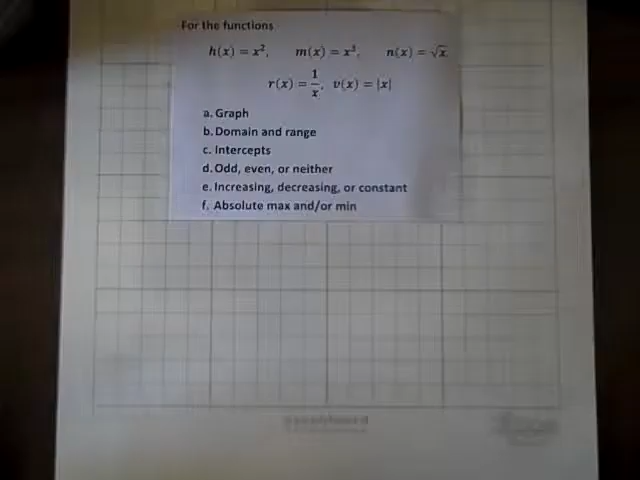 For the functions
h(x) = x², m(x) = x³, n(x) = √x
r(x) = 1/x, v(x) = |x|
a. Graph
b. Domain and range
c. Intercepts
d. Odd, even, or neither
e. Increasing, decreasing, or constant
f. Absolute max and/or min